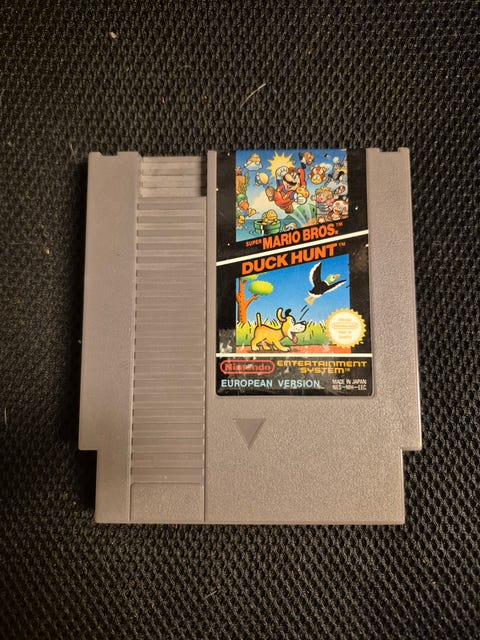 SUPER MARIO BROS.™
DUCK HUNT™
Nintendo
ENTERTAINMENT
SYSTEM™
EUROPEAN VERSION
MADE IN JAPAN
NES-MH-EEC